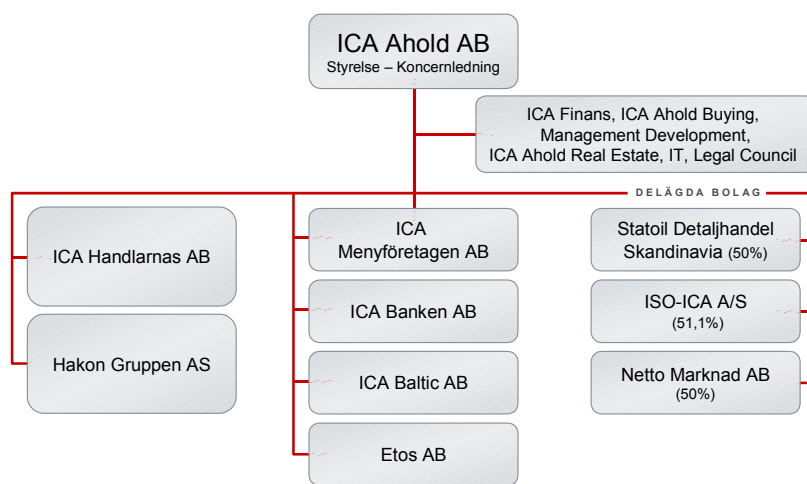 ICA Ahold AB
Styrelse – Koncernledning
ICA Finans, ICA Ahold Buying,
Management Development,
ICA Ahold Real Estate, IT, Legal Council
DELÄGDA BOLAG
ICA Handlarnas AB
Hakon Gruppen AS
ICA
Menyföretagen AB
ICA Banken AB
ICA Baltic AB
Etos AB
Statoil Detaljhandel
Skandinavia (50%)
ISO-ICA A/S
(51,1%)
Netto Marknad AB
(50%)